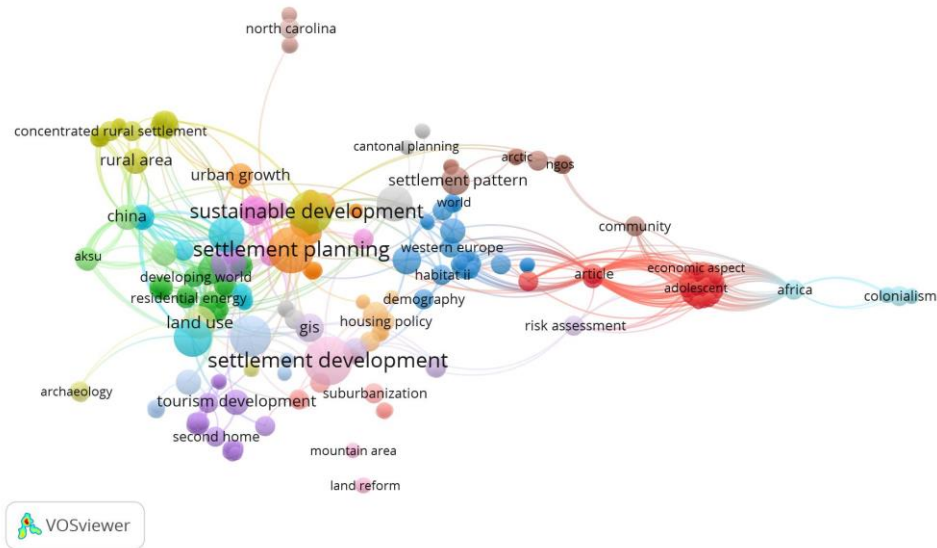 north carolina
concentrated rural settlement
cantonal planning
rural area
arctic
ngos
urban growth
settlement pattern
world
sustainable development
china
community
settlement planning
western europe
aksu
developing world
habitat ii
article
economic aspect
adolescent
africa
residential energy
demography
colonialism
land use
gis
housing policy
risk assessment
settlement development
archaeology
tourism development
suburbanization
second home
mountain area
land reform
VOSviewer